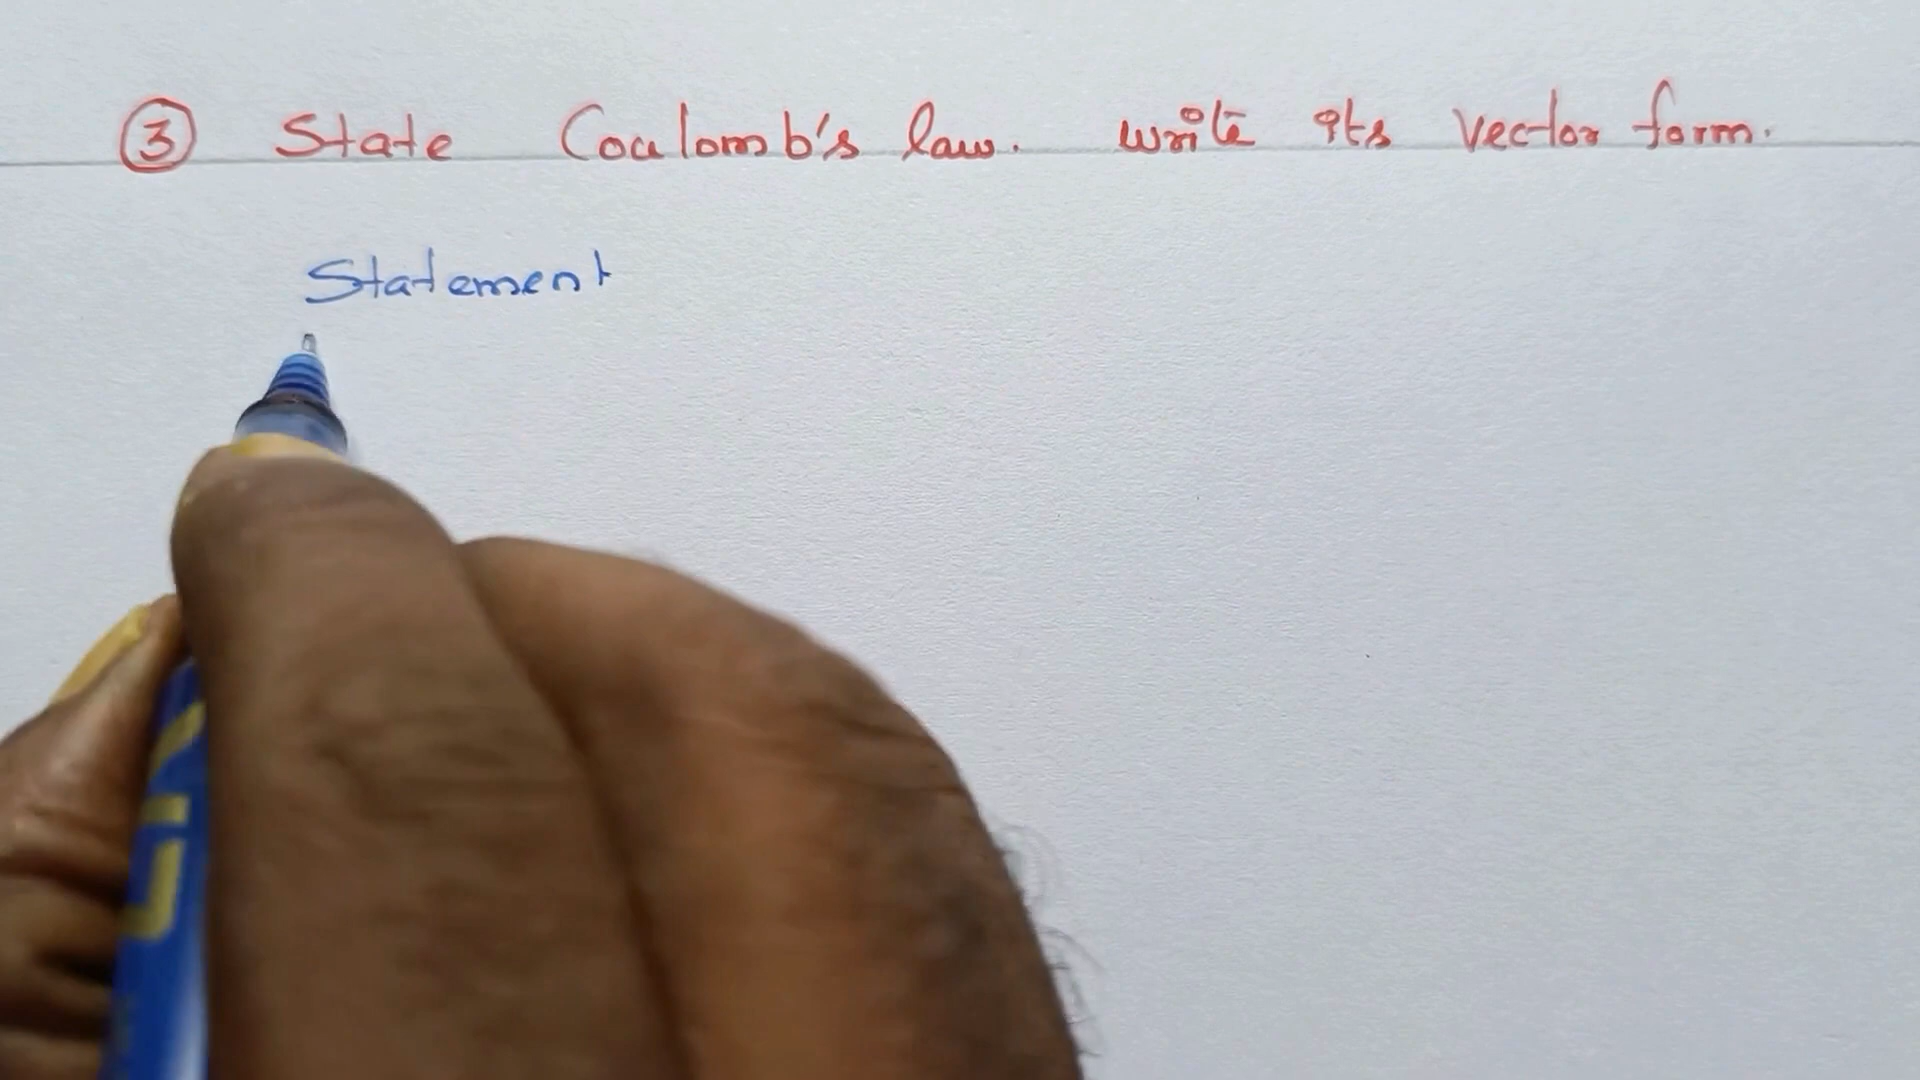 ③ State Coulomb's law. write its vector form.
Statement